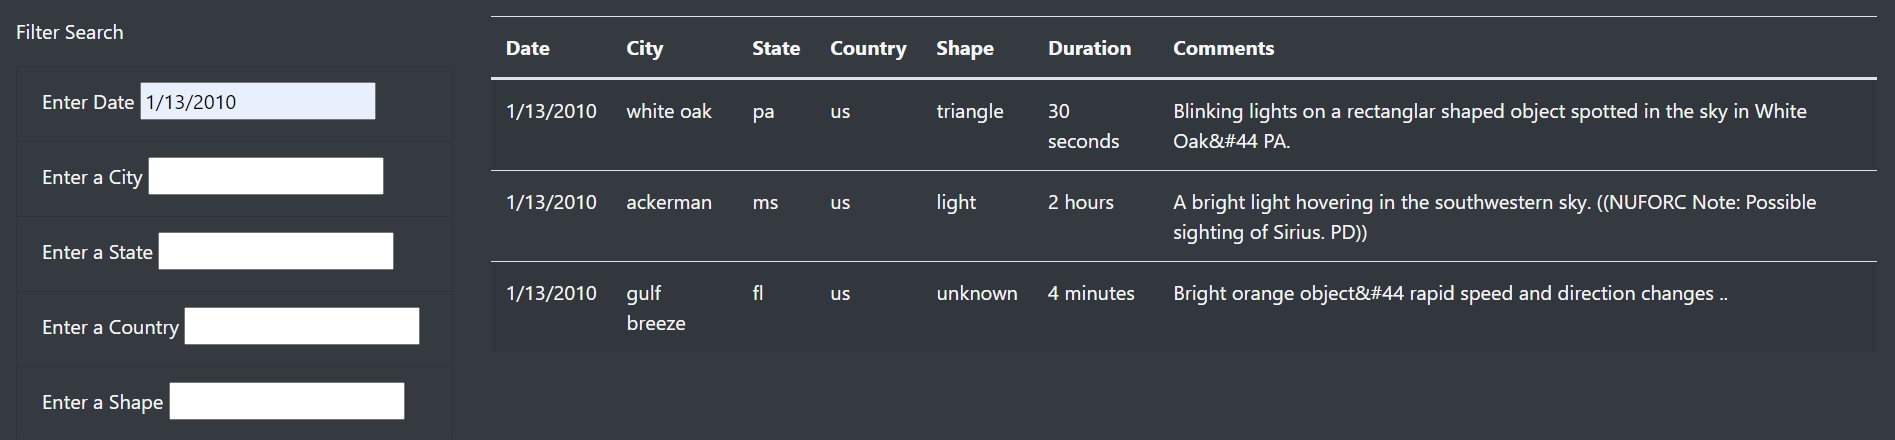 Filter Search
Enter Date 1/13/2010
Enter a City
Enter a State
Enter a Country
Enter a Shape
Date City State Country Shape Duration Comments
1/13/2010 white oak pa us triangle 30 seconds Blinking lights on a rectanglar shaped object spotted in the sky in White
Oak&#44 PA.
1/13/2010 ackerman ms us light 2 hours A bright light hovering in the southwestern sky. ((NUFORC Note: Possible
sighting of Sirius. PD))
1/13/2010 gulf breeze fl us unknown 4 minutes Bright orange object&#44 rapid speed and direction changes ..